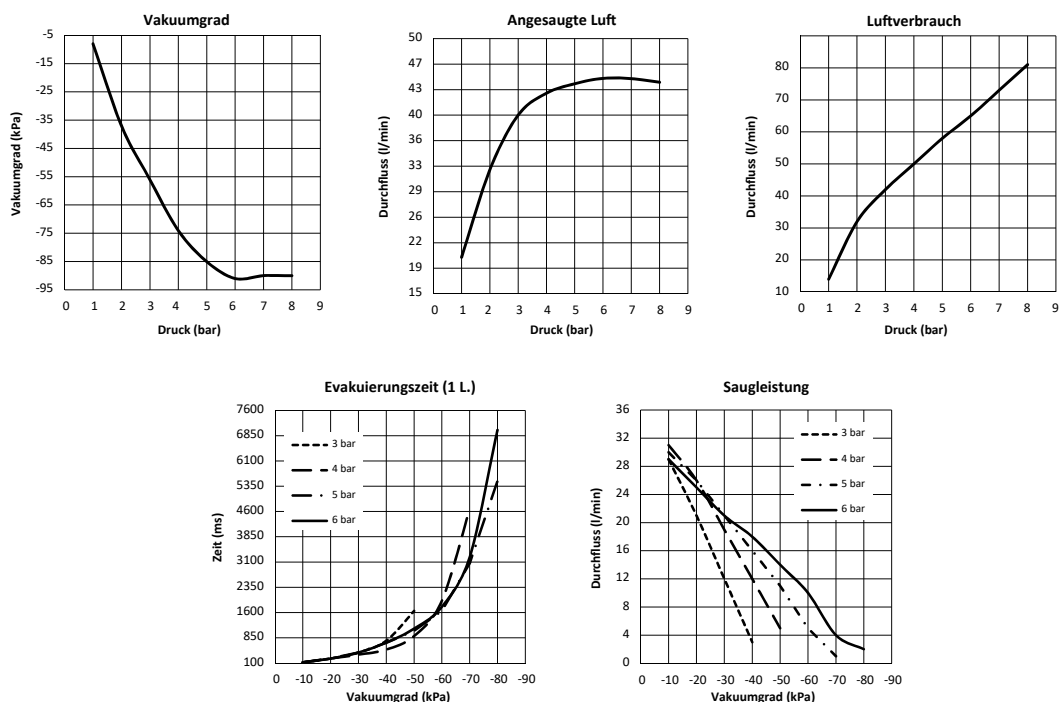 Vakuumgrad
-5
-15
-25
-35
-45
-55
-65
-75
-85
-95
Vakuumgrad (kPa)
0 1 2 3 4 5 6 7 8 9
Druck (bar)
Angesaugte Luft
50
47
43
40
36
33
29
26
22
19
15
Durchfluss (l/min)
0 1 2 3 4 5 6 7 8 9
Druck (bar)
Luftverbrauch
80
70
60
50
40
30
20
10
Durchfluss (l/min)
0 1 2 3 4 5 6 7 8 9
Druck (bar)
Evakuierungszeit (1 L.)
7600
6850
6100
5350
4600
3850
3100
2350
1600
850
100
Zeit (ms)
3 bar
4 bar
5 bar
6 bar
0 -10 -20 -30 -40 -50 -60 -70 -80 -90
Vakuumgrad (kPa)
Saugleistung
36
32
28
24
20
16
12
8
4
0
Durchfluss (l/min)
3 bar
4 bar
5 bar
6 bar
0 -10 -20 -30 -40 -50 -60 -70 -80 -90
Vakuumgrad (kPa)